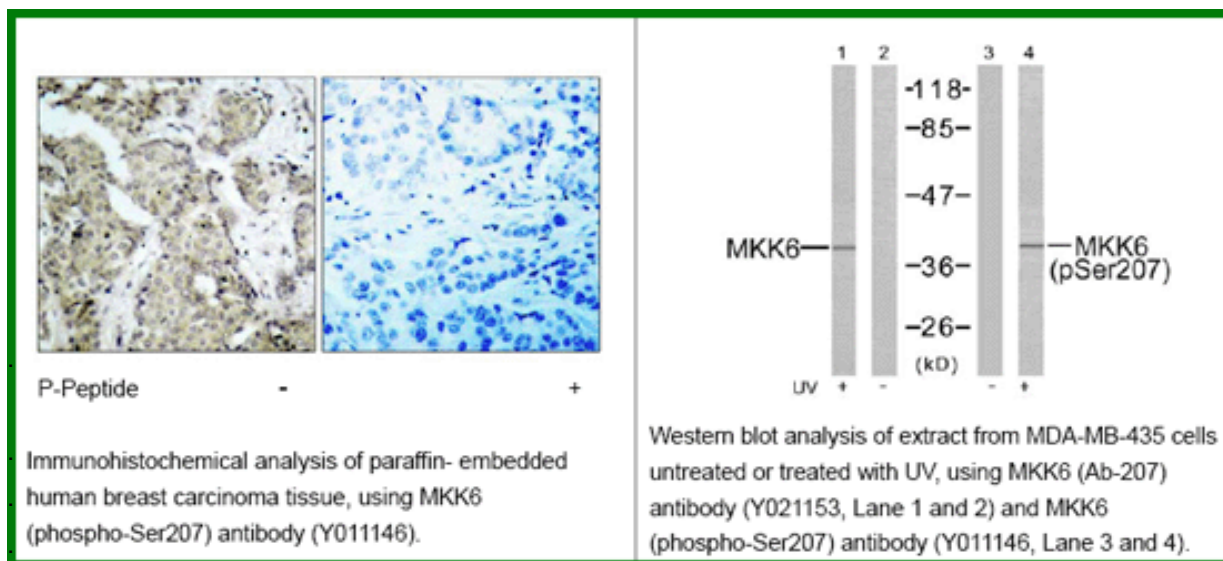 P-Peptide - +
Immunohistochemical analysis of paraffin- embedded
human breast carcinoma tissue, using MKK6
(phospho-Ser207) antibody (Y011146).
1 2 3 4
-118-
-85-
-47-
MKK6
MKK6
-36-
(pSer207)
-26-
(kD)
UV + - - +
Western blot analysis of extract from MDA-MB-435 cells
untreated or treated with UV, using MKK6 (Ab-207)
antibody (Y021153, Lane 1 and 2) and MKK6
(phospho-Ser207) antibody (Y011146, Lane 3 and 4).